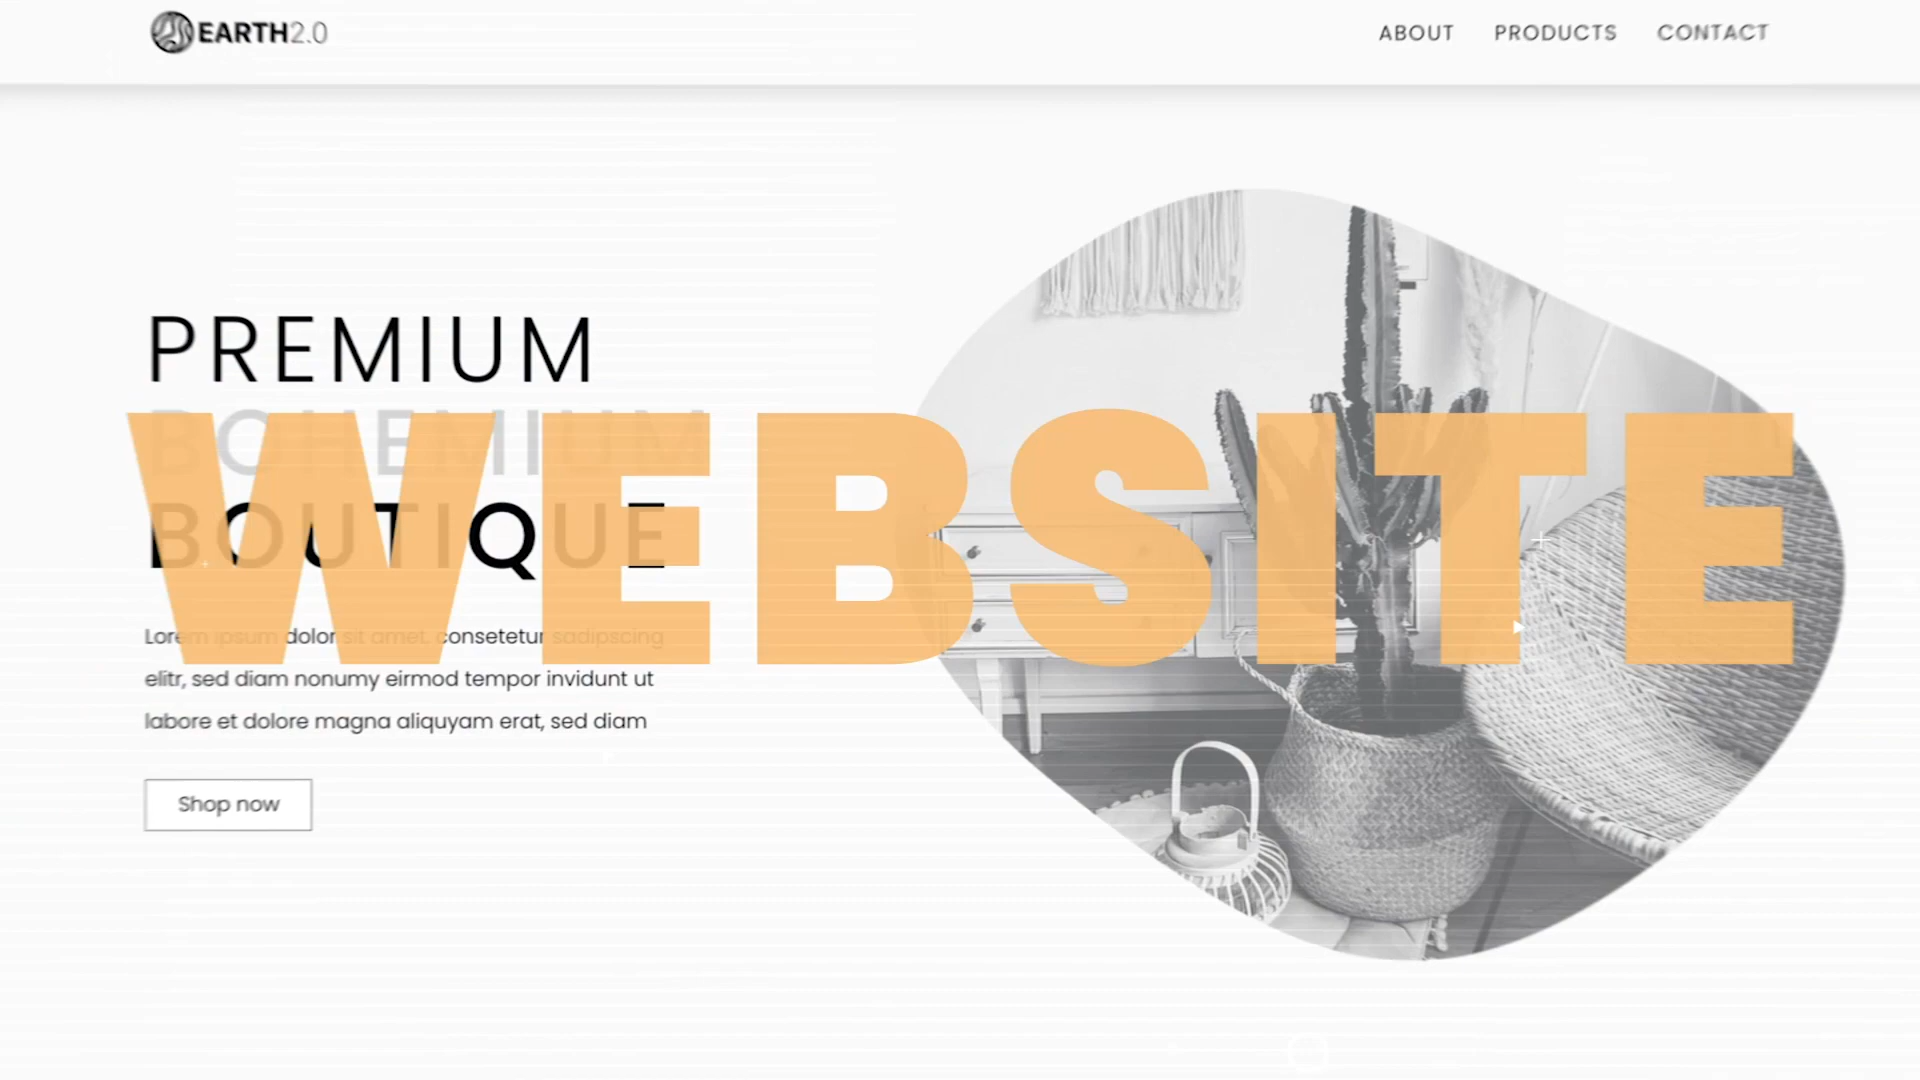 EARTH2.0
ABOUT PRODUCTS CONTACT
PREMIUM
BOHEMIUM
WEBSITE
BOUTIQUE
Lorem ipsum dolor sit amet. consetetur sadipscing
elitr, sed diam nonumy eirmod tempor invidunt ut
labore et dolore magna aliquyam erat, sed diam
Shop now